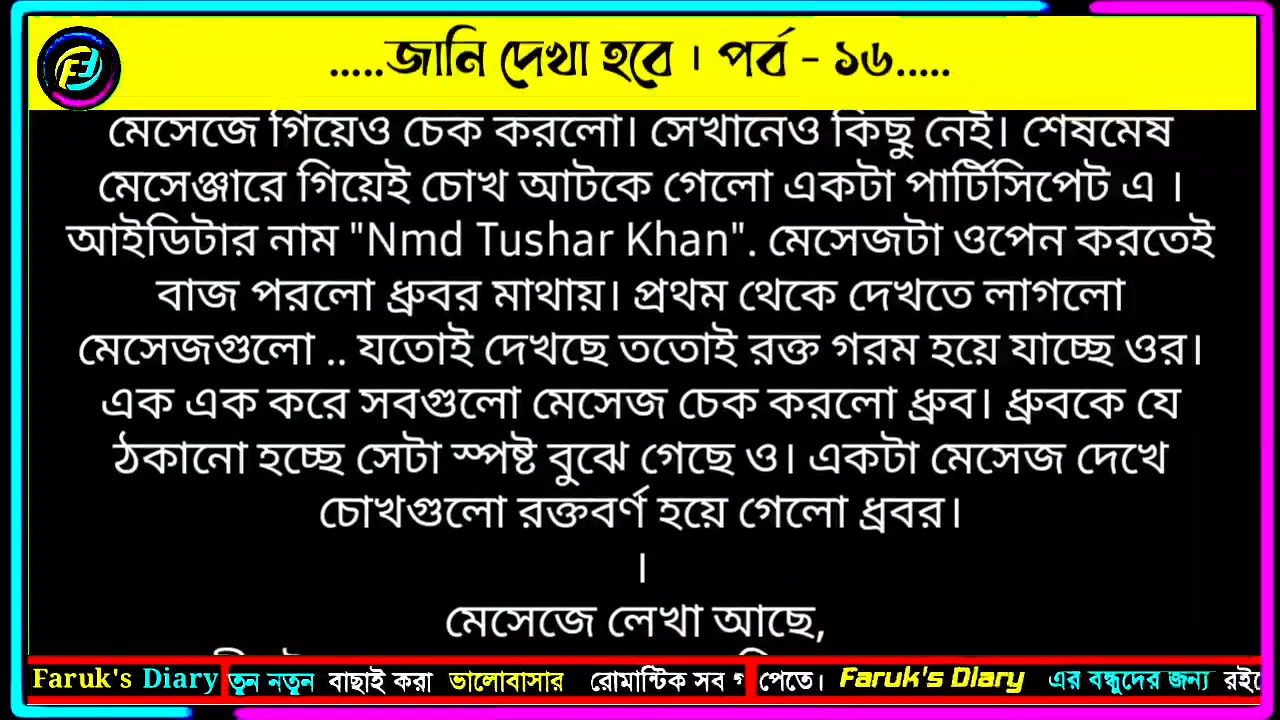 .....জানি দেখা হবে । পর্ব - ১৬.....
মেসেজে গিয়েও চেক করলো। সেখানেও কিছু নেই। শেষমেষ
মেসেঞ্জারে গিয়েই চোখ আটকে গেলো একটা পার্টিসিপেট এ ।
আইডিটার নাম "Nmd Tushar Khan". মেসেজটা ওপেন করতেই
বাজ পরলো ধ্রুবর মাথায়। প্রথম থেকে দেখতে লাগলো
মেসেজগুলো .. যতোই দেখছে ততোই রক্ত গরম হয়ে যাচ্ছে ওর।
এক এক করে সবগুলো মেসেজ চেক করলো ধ্রুব। ধ্রুবকে যে
ঠকানো হচ্ছে সেটা স্পষ্ট বুঝে গেছে ও। একটা মেসেজ দেখে
চোখগুলো রক্তবর্ণ হয়ে গেলো ধ্রবর।
।
মেসেজে লেখা আছে,
Faruk's Diary তুন নতুন বাছাই করা ভালোবাসার রোমান্টিক সব গ পেতে। Faruk's Diary এর বন্ধুদের জন্য